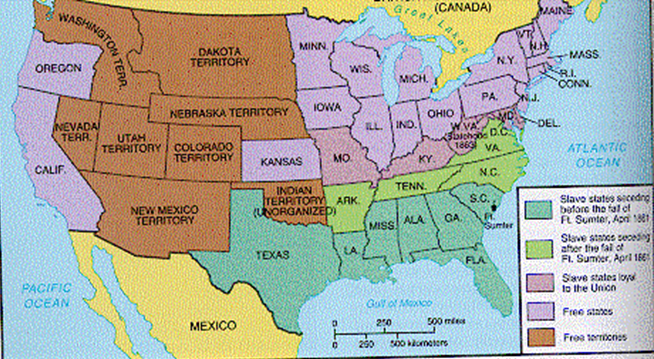 (CANADA)
Great Lakes
WASHINGTON TERR.
OREGON
DAKOTA
TERRITORY
MINN.
WIS.
MICH.
MAINE
VT.
N.H.
MASS.
N.Y.
R.I.
CONN.
NEBRASKA TERRITORY
IOWA
PA.
N.J.
NEVADA
TERR.
UTAH
TERRITORY
COLORADO
TERRITORY
ILL.
IND.
OHIO
MD.
DEL.
W.VA.
(Statehood
1863)
D.C.
VA.
CALIF.
KANSAS
MO.
KY.
ATLANTIC
OCEAN
NEW MEXICO
TERRITORY
INDIAN
TERRITORY
(UNORGANIZED)
ARK.
TENN.
N.C.
S.C.
Ft.
Sumter
MISS.
ALA.
GA.
TEXAS
LA.
FLA.
PACIFIC
OCEAN
MEXICO
Gulf of Mexico
0 250 500 miles
0 250 500 kilometers
Slave states seceding
before the fall of
Ft. Sumter, April 1861
Slave states seceding
after the fall of
Ft. Sumter, April 1861
Slave states loyal
to the Union
Free states
Free territories